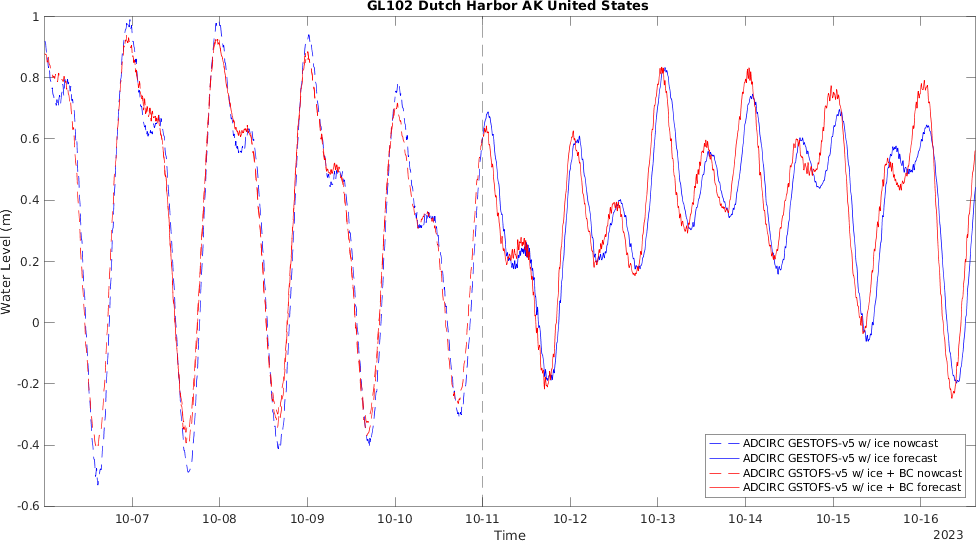 GL102 Dutch Harbor AK United States
1
0.8
0.6
0.4
0.2
0
-0.2
-0.4
-0.6
Water Level (m)
ADCIRC GESTOFS-v5 w/ ice nowcast
ADCIRC GESTOFS-v5 w/ ice forecast
ADCIRC GSTOFS-v5 w/ ice + BC nowcast
ADCIRC GSTOFS-v5 w/ ice + BC forecast
10-07 10-08 10-09 10-10 10-11 10-12 10-13 10-14 10-15 10-16
Time
2023